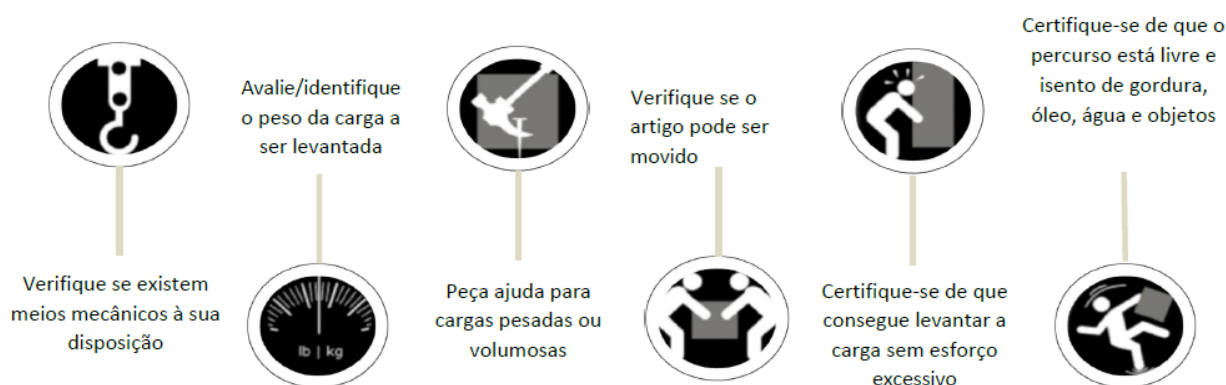 Verifique se existem
meios mecânicos à sua
disposição
Avalie/identifique
o peso da carga a
ser levantada
lb | kg
Peça ajuda para
cargas pesadas ou
volumosas
Verifique se o
artigo pode ser
movido
Certifique-se de que
consegue levantar a
carga sem esforço
excessivo
Certifique-se de que o
percurso está livre e
isento de gordura,
óleo, água e objetos